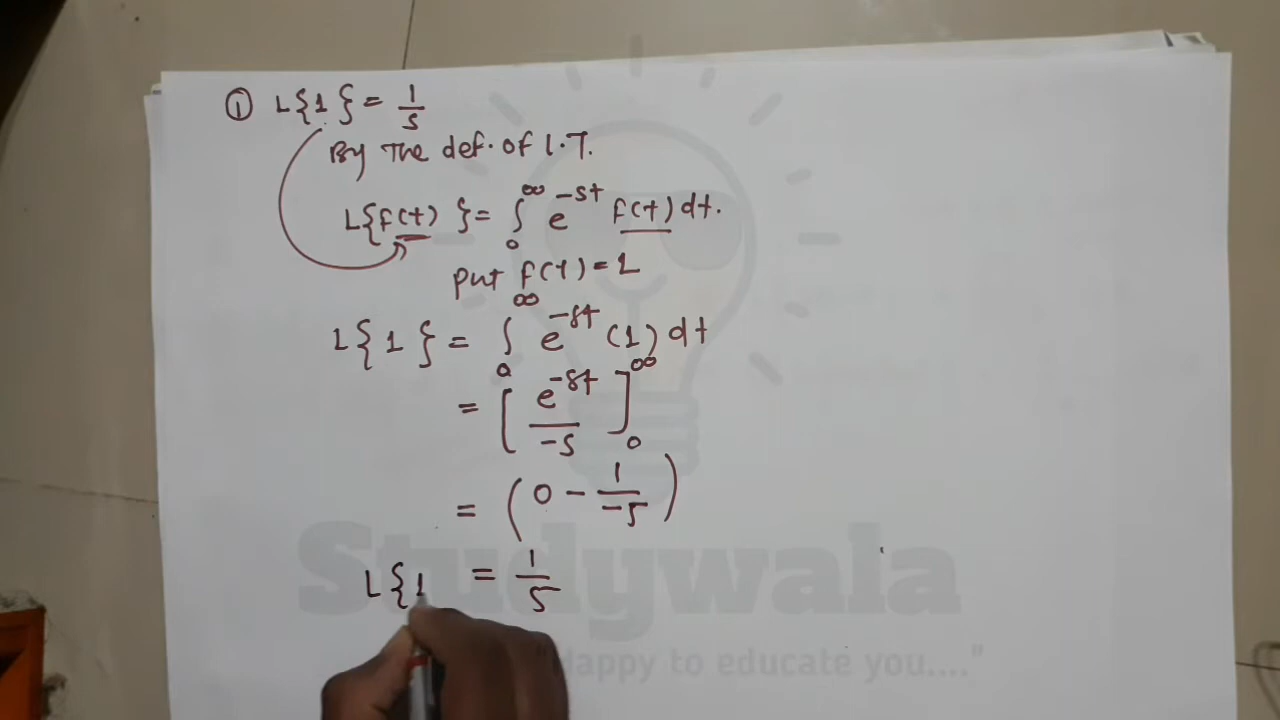 ① L{1} = 1/s
By The def. of L.T.
L{f(t)} = ∫₀^∞ e^-st f(t) dt.
put f(t) = 1
L{1} = ∫₀^∞ e^-st (1) dt
= [e^-st / -s]₀^∞
= (0 - 1/-s)
L{1 = 1/s
Studywala
"Happy to educate you...."